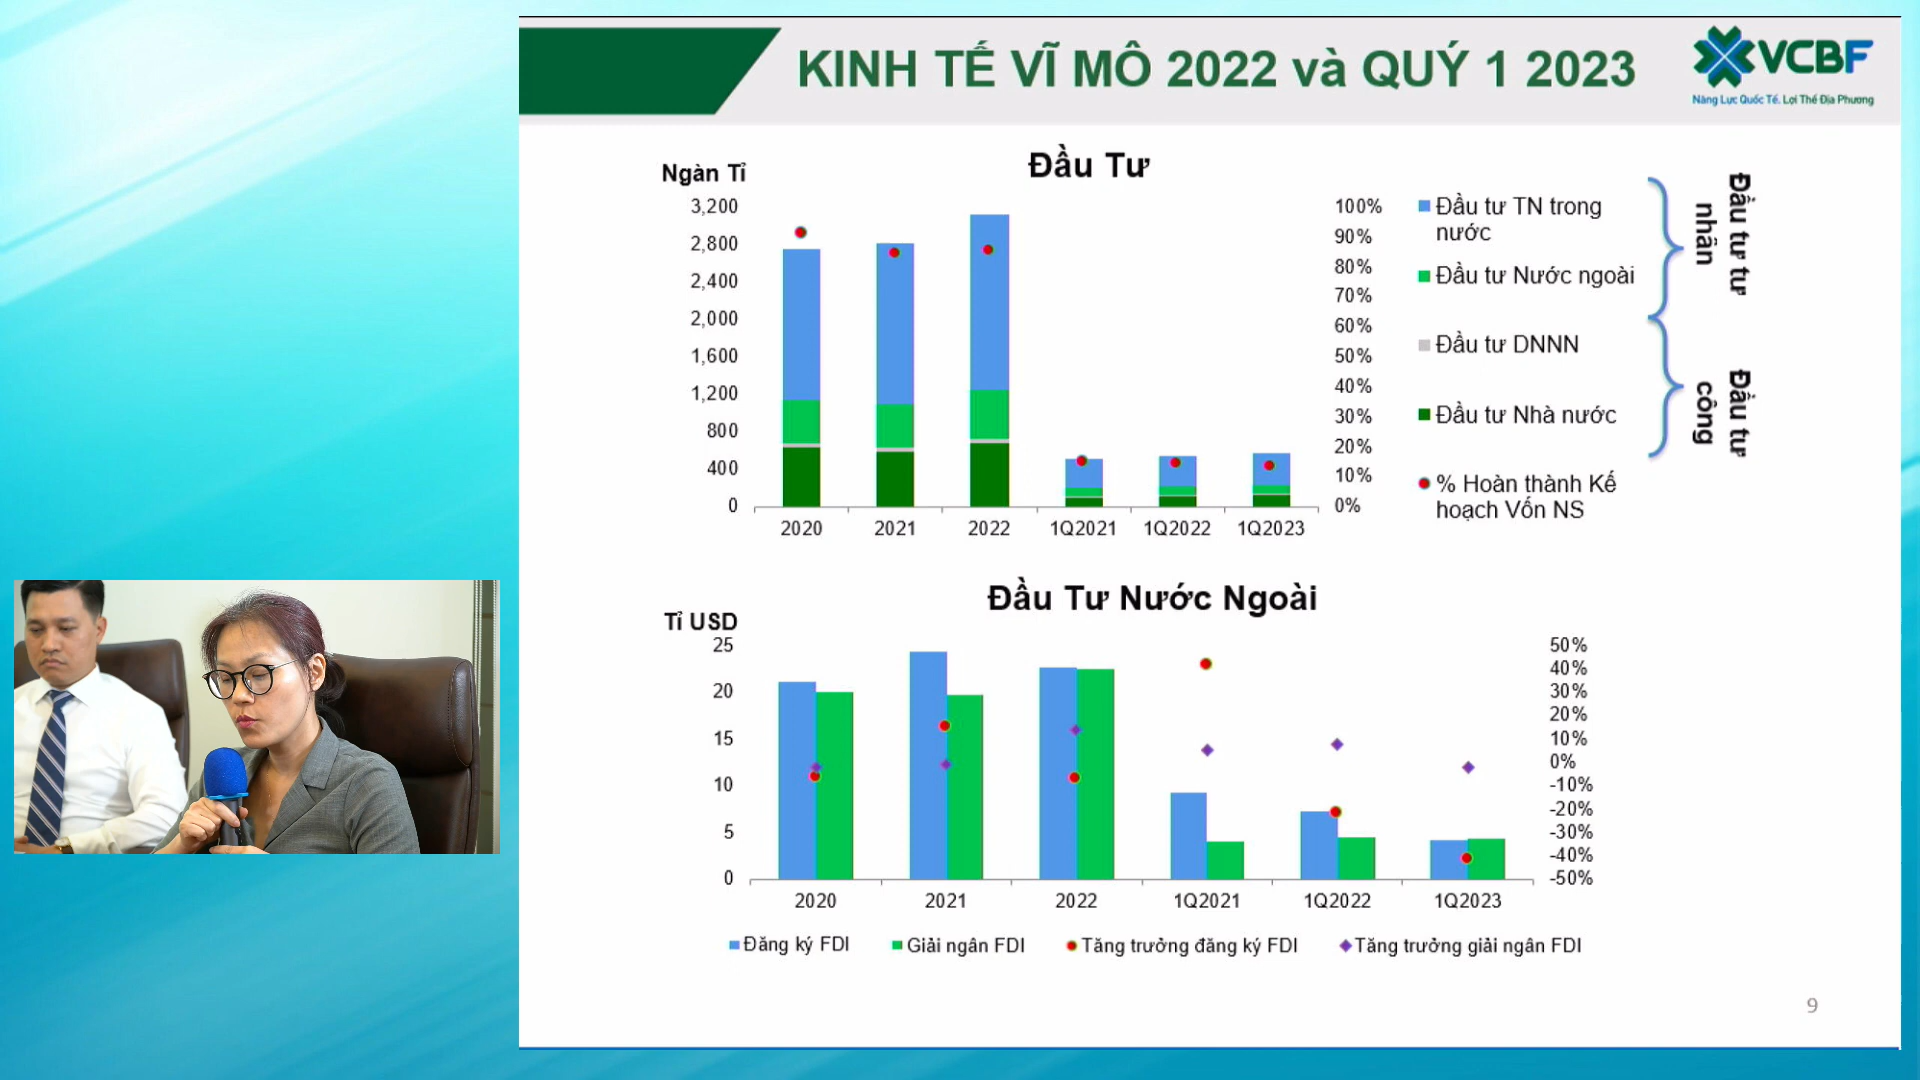 KINH TẾ VĨ MÔ 2022 và QUÝ 1 2023
VCBF
Năng Lực Quốc Tế. Lợi Thế Địa Phương
Đầu Tư
Ngàn Tỉ
3,200
2,800
2,400
2,000
1,600
1,200
800
400
0
2020
2021
2022
1Q2021
1Q2022
1Q2023
100%
90%
80%
70%
60%
50%
40%
30%
20%
10%
0%
Đầu tư TN trong
nước
Đầu tư Nước ngoài
Đầu tư DNNN
Đầu tư Nhà nước
% Hoàn thành Kế
hoạch Vốn NS
Đầu tư tư
nhân
Đầu tư
công
Đầu Tư Nước Ngoài
Tỉ USD
25
20
15
10
5
0
2020
2021
2022
1Q2021
1Q2022
1Q2023
50%
40%
30%
20%
10%
0%
-10%
-20%
-30%
-40%
-50%
Đăng ký FDI
Giải ngân FDI
Tăng trưởng đăng ký FDI
Tăng trưởng giải ngân FDI
9